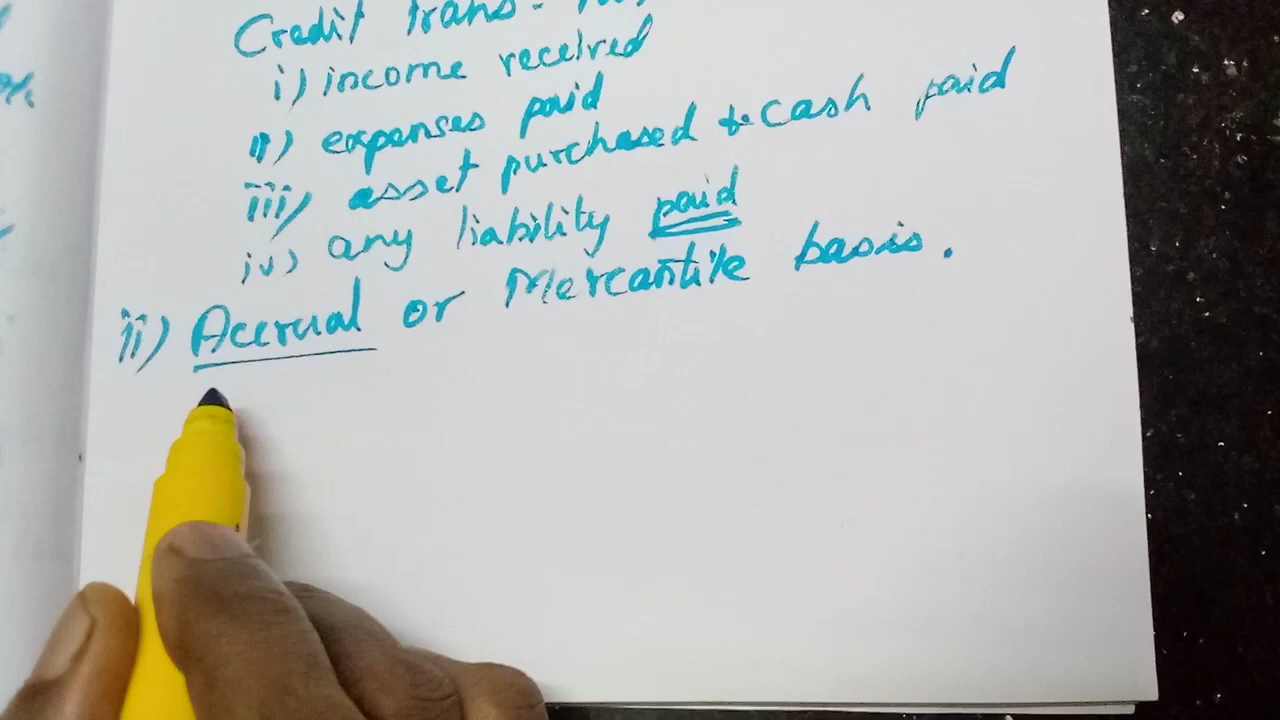 Credit trans.
i) income received
ii) expenses paid
iii) asset purchased & cash paid
iv) any liability paid
ii) Accrual or Mercantile basis.